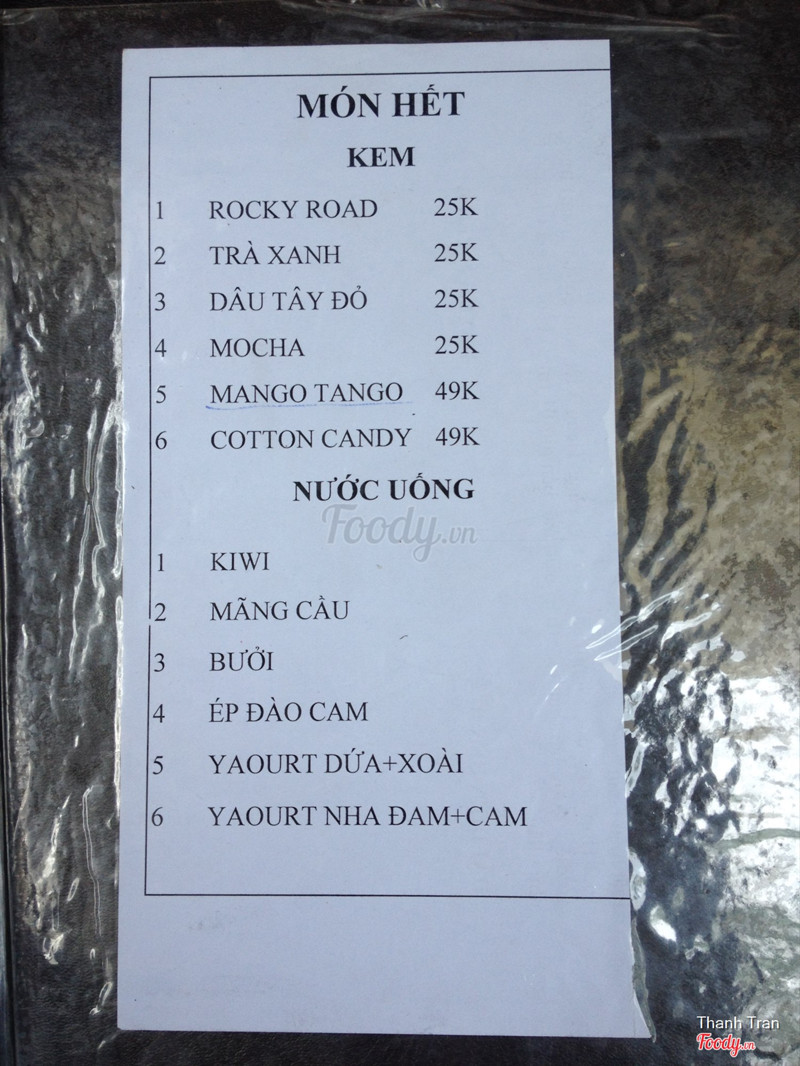 MÓN HẾT
KEM
1 ROCKY ROAD 25K
2 TRÀ XANH 25K
3 DÂU TÂY ĐỎ 25K
4 MOCHA 25K
5 MANGO TANGO 49K
6 COTTON CANDY 49K
NƯỚC UỐNG
Foody.vn
1 KIWI
2 MÃNG CẦU
3 BƯỞI
4 ÉP ĐÀO CAM
5 YAOURT DỨA+XOÀI
6 YAOURT NHA ĐAM+CAM
Thanh Tran
Foody.vn